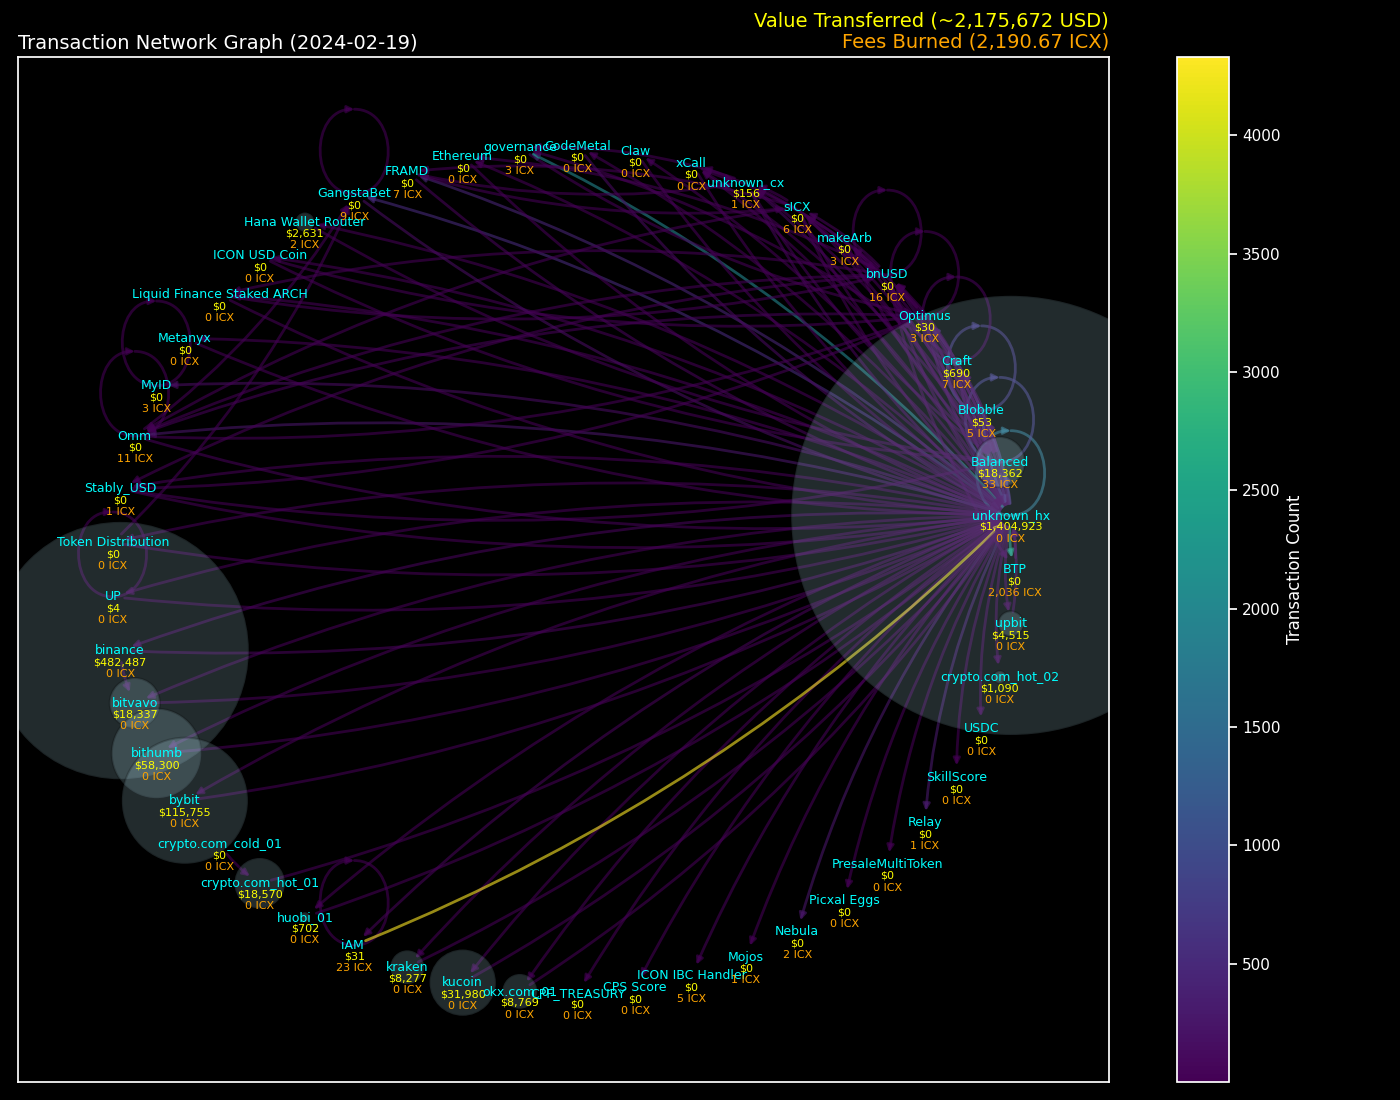 Value Transferred (~2,175,672 USD)
Transaction Network Graph (2024-02-19)
Fees Burned (2,190.67 ICX)
governance
$0
3 ICX
CodeMetal
$0
0 ICX
Claw
$0
0 ICX
Ethereum
$0
0 ICX
xCall
$0
0 ICX
FRAMD
$0
7 ICX
unknown_cx
$156
1 ICX
GangstaBet
$0
9 ICX
sICX
$0
6 ICX
Hana Wallet Router
$2,631
2 ICX
makeArb
$0
3 ICX
ICON USD Coin
$0
0 ICX
bnUSD
$0
16 ICX
Liquid Finance Staked ARCH
$0
0 ICX
Optimus
$30
3 ICX
Metanyx
$0
0 ICX
Craft
$690
7 ICX
MyID
$0
3 ICX
Blobble
$53
5 ICX
Omm
$0
11 ICX
Balanced
$18,362
33 ICX
Stably_USD
$0
1 ICX
unknown_hx
$1,404,923
0 ICX
Token Distribution
$0
0 ICX
BTP
$0
2,036 ICX
UP
$4
0 ICX
upbit
$4,515
0 ICX
binance
$482,487
0 ICX
crypto.com_hot_02
$1,090
0 ICX
bitvavo
$18,337
0 ICX
USDC
$0
0 ICX
bithumb
$58,300
0 ICX
SkillScore
$0
0 ICX
bybit
$115,755
0 ICX
Relay
$0
1 ICX
crypto.com_cold_01
$0
0 ICX
PresaleMultiToken
$0
0 ICX
crypto.com_hot_01
$18,570
0 ICX
Picxal Eggs
$0
0 ICX
huobi_01
$702
0 ICX
Nebula
$0
2 ICX
iAM
$31
23 ICX
Mojos
$0
1 ICX
kraken
$8,277
0 ICX
ICON IBC Handler
$0
5 ICX
kucoin
$31,980
0 ICX
okx.com_01
$8,769
0 ICX
CPF_TREASURY
$0
0 ICX
CPS Score
$0
0 ICX
4000
3500
3000
2500
2000
1500
1000
500
Transaction Count